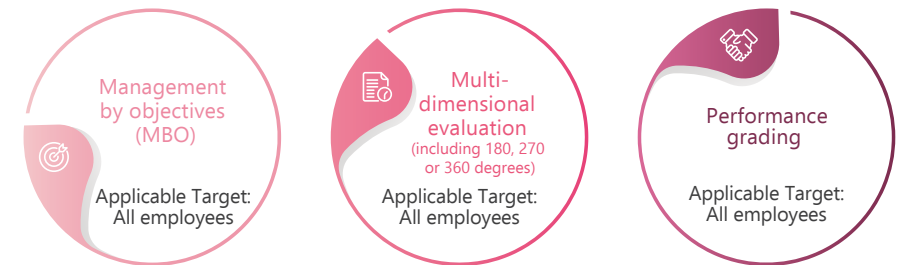 Management
by objectives
(MBO)
Applicable Target:
All employees
Multi-
dimensional
evaluation
(including 180, 270
or 360 degrees)
Applicable Target:
All employees
Performance
grading
Applicable Target:
All employees